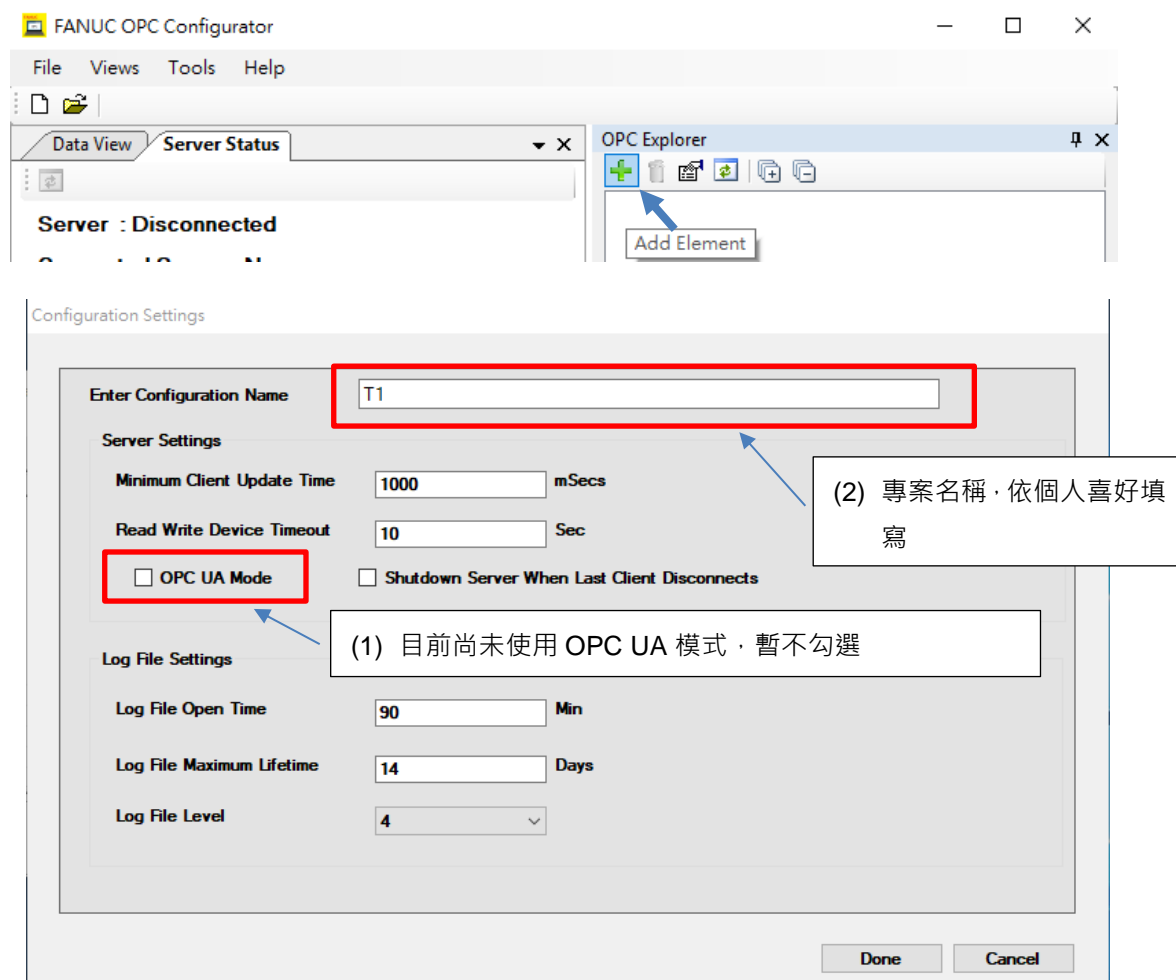 FANUC OPC Configurator
File Views Tools Help
Data View Server Status
OPC Explorer
Server : Disconnected
Add Element
Configuration Settings
Enter Configuration Name T1
Server Settings
Minimum Client Update Time 1000 mSecs
(2) 專案名稱，依個人喜好填
寫
Read Write Device Timeout 10 Sec
OPC UA Mode Shutdown Server When Last Client Disconnects
(1) 目前尚未使用 OPC UA 模式，暫不勾選
Log File Settings
Log File Open Time 90 Min
Log File Maximum Lifetime 14 Days
Log File Level 4
Done Cancel